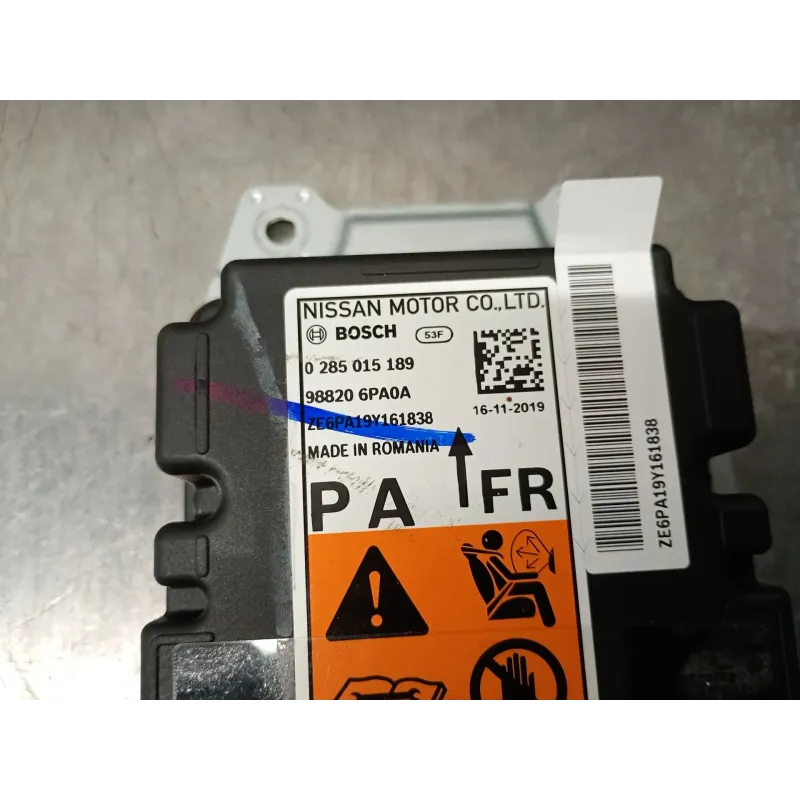 NISSAN MOTOR CO.,LTD.
BOSCH 53F
0 285 015 189
98820 6PA0A
16-11-2019
ZE6PA19Y161838
MADE IN ROMANIA
PA FR
ZE6PA19Y161838